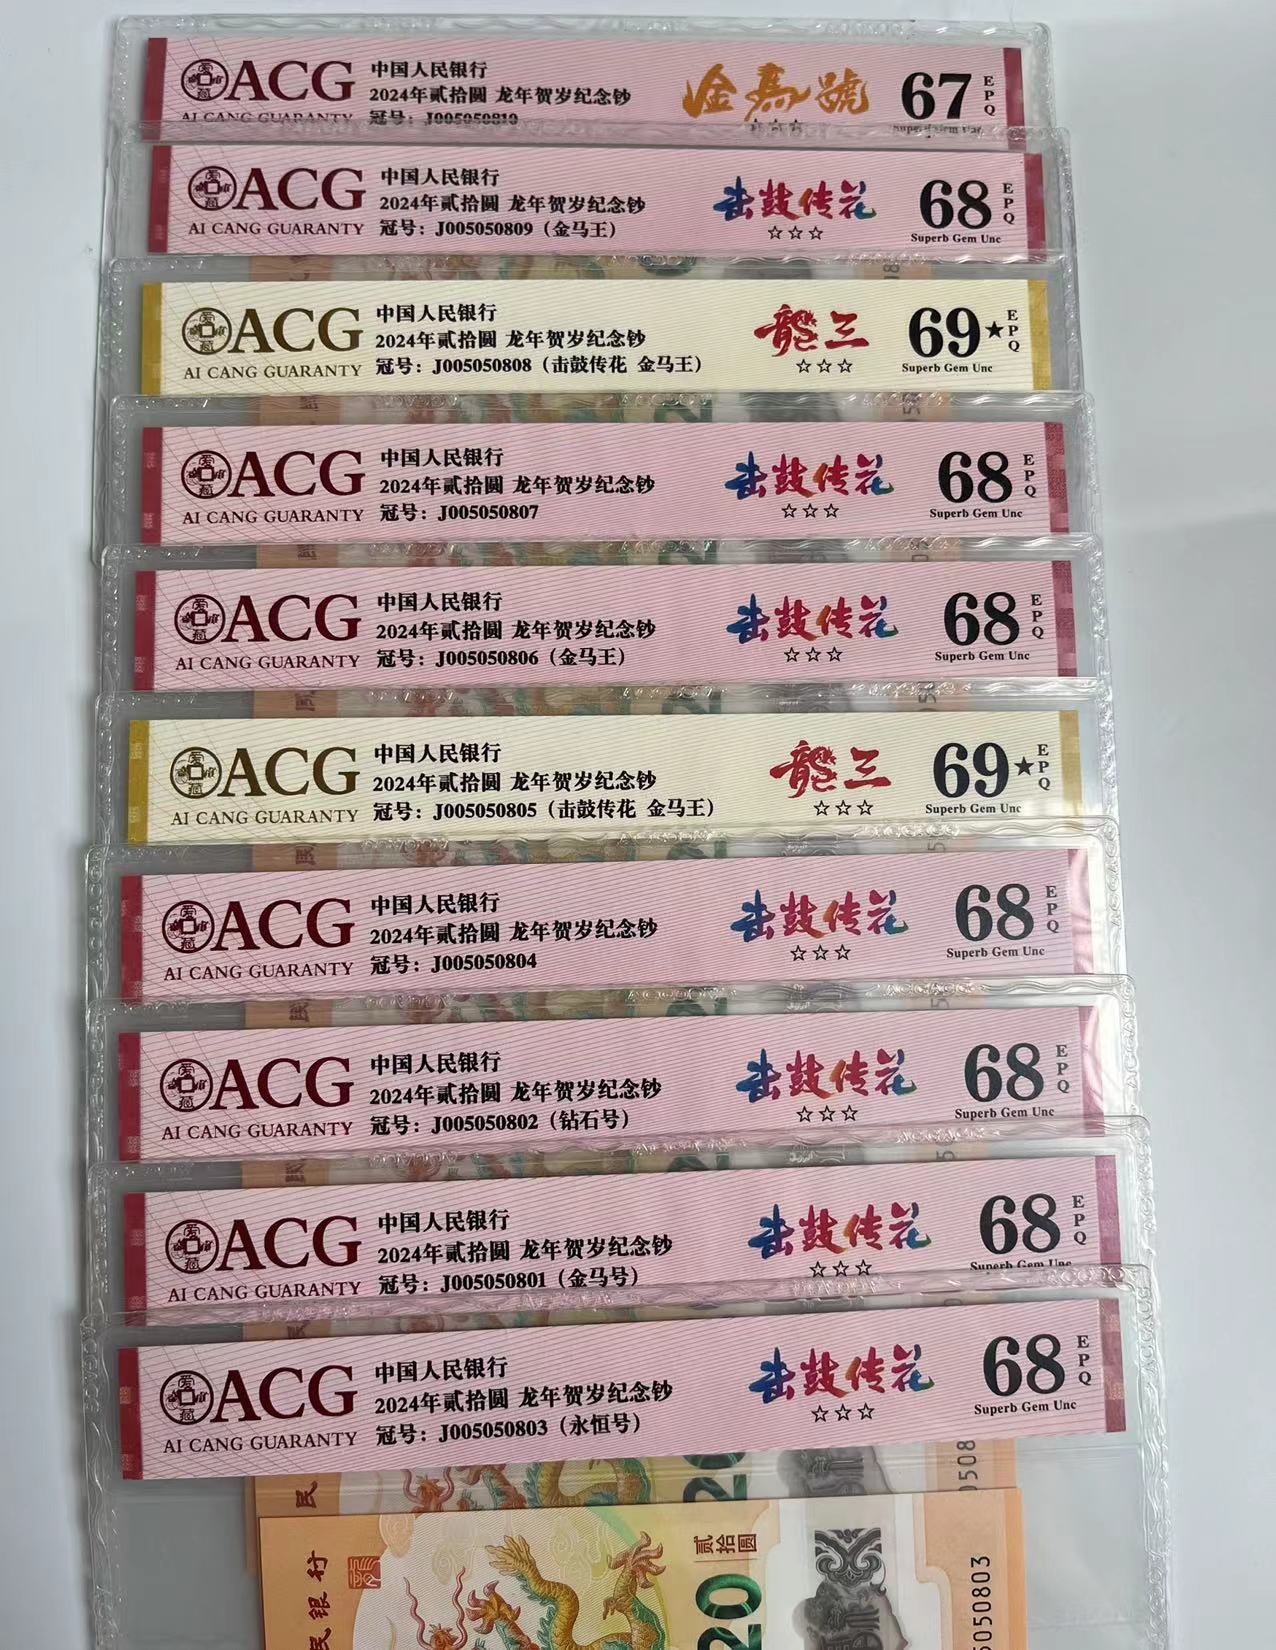 ACG
AI CANG GUARANTY
中国人民银行
2024年贰拾圆 龙年贺岁纪念钞
冠号：J005050810
金馬號
☆☆☆
67
EPQ
Superb Gem Unc
ACG
AI CANG GUARANTY
中国人民银行
2024年贰拾圆 龙年贺岁纪念钞
冠号：J005050809（金马王）
击鼓传花
☆☆☆
68
EPQ
Superb Gem Unc
ACG
AI CANG GUARANTY
中国人民银行
2024年贰拾圆 龙年贺岁纪念钞
冠号：J005050808（击鼓传花 金马王）
龍三
☆☆☆
69★
EPQ
Superb Gem Unc
ACG
AI CANG GUARANTY
中国人民银行
2024年贰拾圆 龙年贺岁纪念钞
冠号：J005050807
击鼓传花
☆☆☆
68
EPQ
Superb Gem Unc
ACG
AI CANG GUARANTY
中国人民银行
2024年贰拾圆 龙年贺岁纪念钞
冠号：J005050806（金马王）
击鼓传花
☆☆☆
68
EPQ
Superb Gem Unc
ACG
AI CANG GUARANTY
中国人民银行
2024年贰拾圆 龙年贺岁纪念钞
冠号：J005050805（击鼓传花 金马王）
龍三
☆☆☆
69★
EPQ
Superb Gem Unc
ACG
AI CANG GUARANTY
中国人民银行
2024年贰拾圆 龙年贺岁纪念钞
冠号：J005050804
击鼓传花
☆☆☆
68
EPQ
Superb Gem Unc
ACG
AI CANG GUARANTY
中国人民银行
2024年贰拾圆 龙年贺岁纪念钞
冠号：J005050802（钻石号）
击鼓传花
☆☆☆
68
EPQ
Superb Gem Unc
ACG
AI CANG GUARANTY
中国人民银行
2024年贰拾圆 龙年贺岁纪念钞
冠号：J005050801（金马号）
击鼓传花
☆☆☆
68
EPQ
Superb Gem Unc
ACG
AI CANG GUARANTY
中国人民银行
2024年贰拾圆 龙年贺岁纪念钞
冠号：J005050803（永恒号）
击鼓传花
☆☆☆
68
EPQ
Superb Gem Unc
民
20
508
民银行
贰拾圆
20
5050803